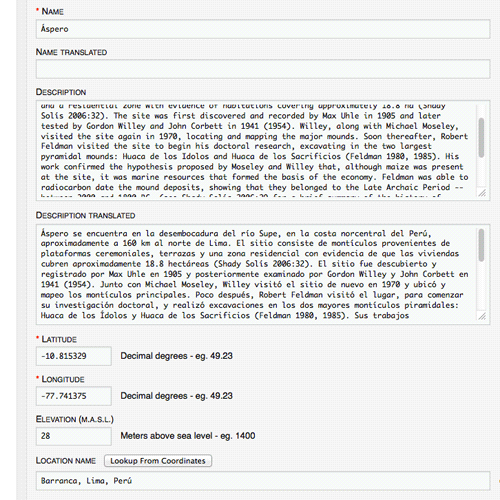 * NAME
Áspero
NAME TRANSLATED
DESCRIPTION
and a residential zone with evidence of habitations covering approximately 18.8 ha (Shady
Solís 2006:32). The site was first discovered and recorded by Max Uhle in 1905 and later
tested by Gordon Willey and John Corbett in 1941 (1954). Willey, along with Michael Moseley,
visited the site again in 1970, locating and mapping the major mounds. Soon thereafter, Robert
Feldman visited the site to begin his doctoral research, excavating in the two largest
pyramidal mounds: Huaca de los Idolos and Huaca de los Sacrificios (Feldman 1980, 1985). His
work confirmed the hypothesis proposed by Moseley and Willey that, although maize was present
at the site, it was marine resources that formed the basis of the economy. Feldman was able to
radiocarbon date the mound deposits, showing that they belonged to the Late Archaic Period --
DESCRIPTION TRANSLATED
Áspero se encuentra en la desembocadura del río Supe, en la costa norcentral del Perú,
aproximadamente a 160 km al norte de Lima. El sitio consiste de montículos provenientes de
plataformas ceremoniales, terrazas y una zona residencial con evidencia de que las viviendas
cubren aproximadamente 18.8 hectáreas (Shady Solís 2006:32). El sitio fue descubierto y
registrado por Max Uhle en 1905 y posteriormente examinado por Gordon Willey y John Corbett en
1941 (1954). Junto con Michael Moseley, Willey visitó el sitio de nuevo en 1970 y ubicó y
mapeo los montículos principales. Poco después, Robert Feldman visitó el lugar, para comenzar
su investigación doctoral, y realizó excavaciones en los dos mayores montículos piramidales:
Huaca de los Ídolos y Huaca de los Sacrificios (Feldman 1980, 1985). Sus trabajos
* LATITUDE
-10.815329 Decimal degrees - eg. 49.23
* LONGITUDE
-77.741375 Decimal degrees - eg. 49.23
ELEVATION (M.A.S.L.)
28 Meters above sea level - eg. 1400
LOCATION NAME Lookup From Coordinates
Barranca, Lima, Perú